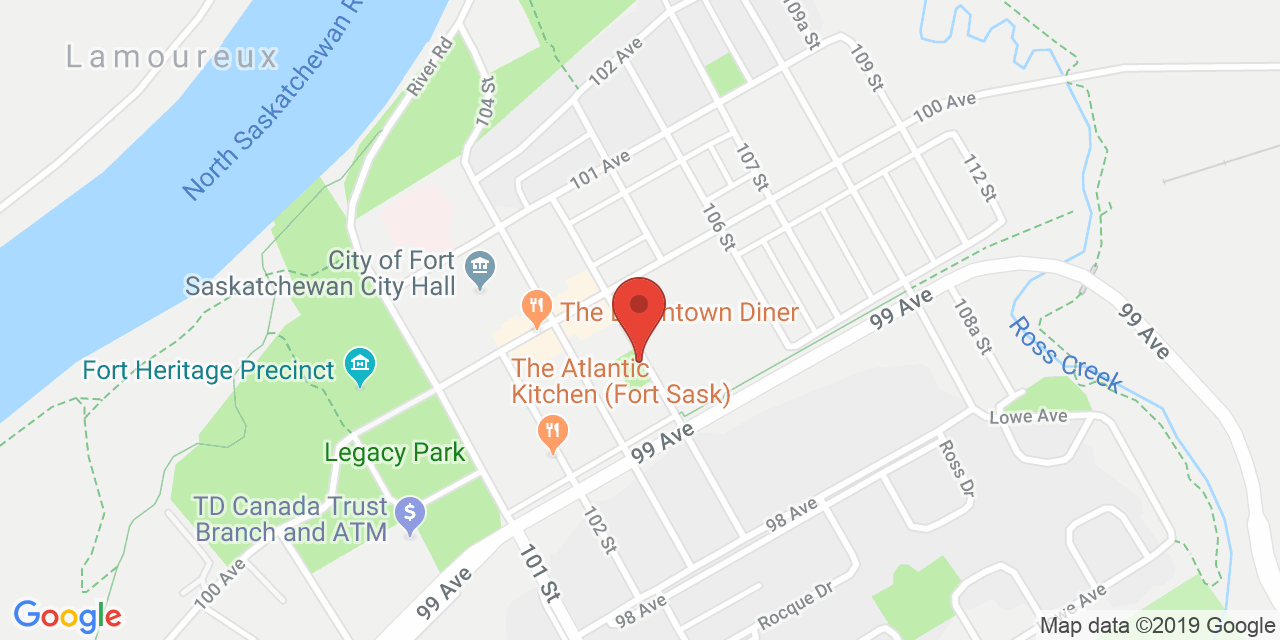 Lamoureux
North Saskatchewan R
River Rd
104 St
102 Ave
109a St
109 St
100 Ave
101 Ave
107 St
112 St
106 St
City of Fort
Saskatchewan City Hall
The Downtown Diner
99 Ave
99 Ave
108a St
Ross Creek
Fort Heritage Precinct
The Atlantic
Kitchen (Fort Sask)
Lowe Ave
99 Ave
Legacy Park
Ross Dr
TD Canada Trust
Branch and ATM
$
98 Ave
102 St
101 St
100 Ave
99 Ave
98 Ave
Rocque Dr
we Ave
Google
Map data ©2019 Google